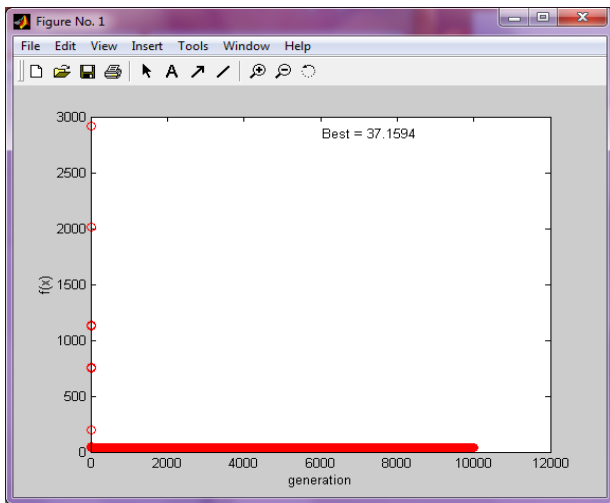 Figure No. 1
File Edit View Insert Tools Window Help
A
Best = 37.1594
3000
2500
2000
1500
1000
500
0
f(x)
0 2000 4000 6000 8000 10000 12000
generation